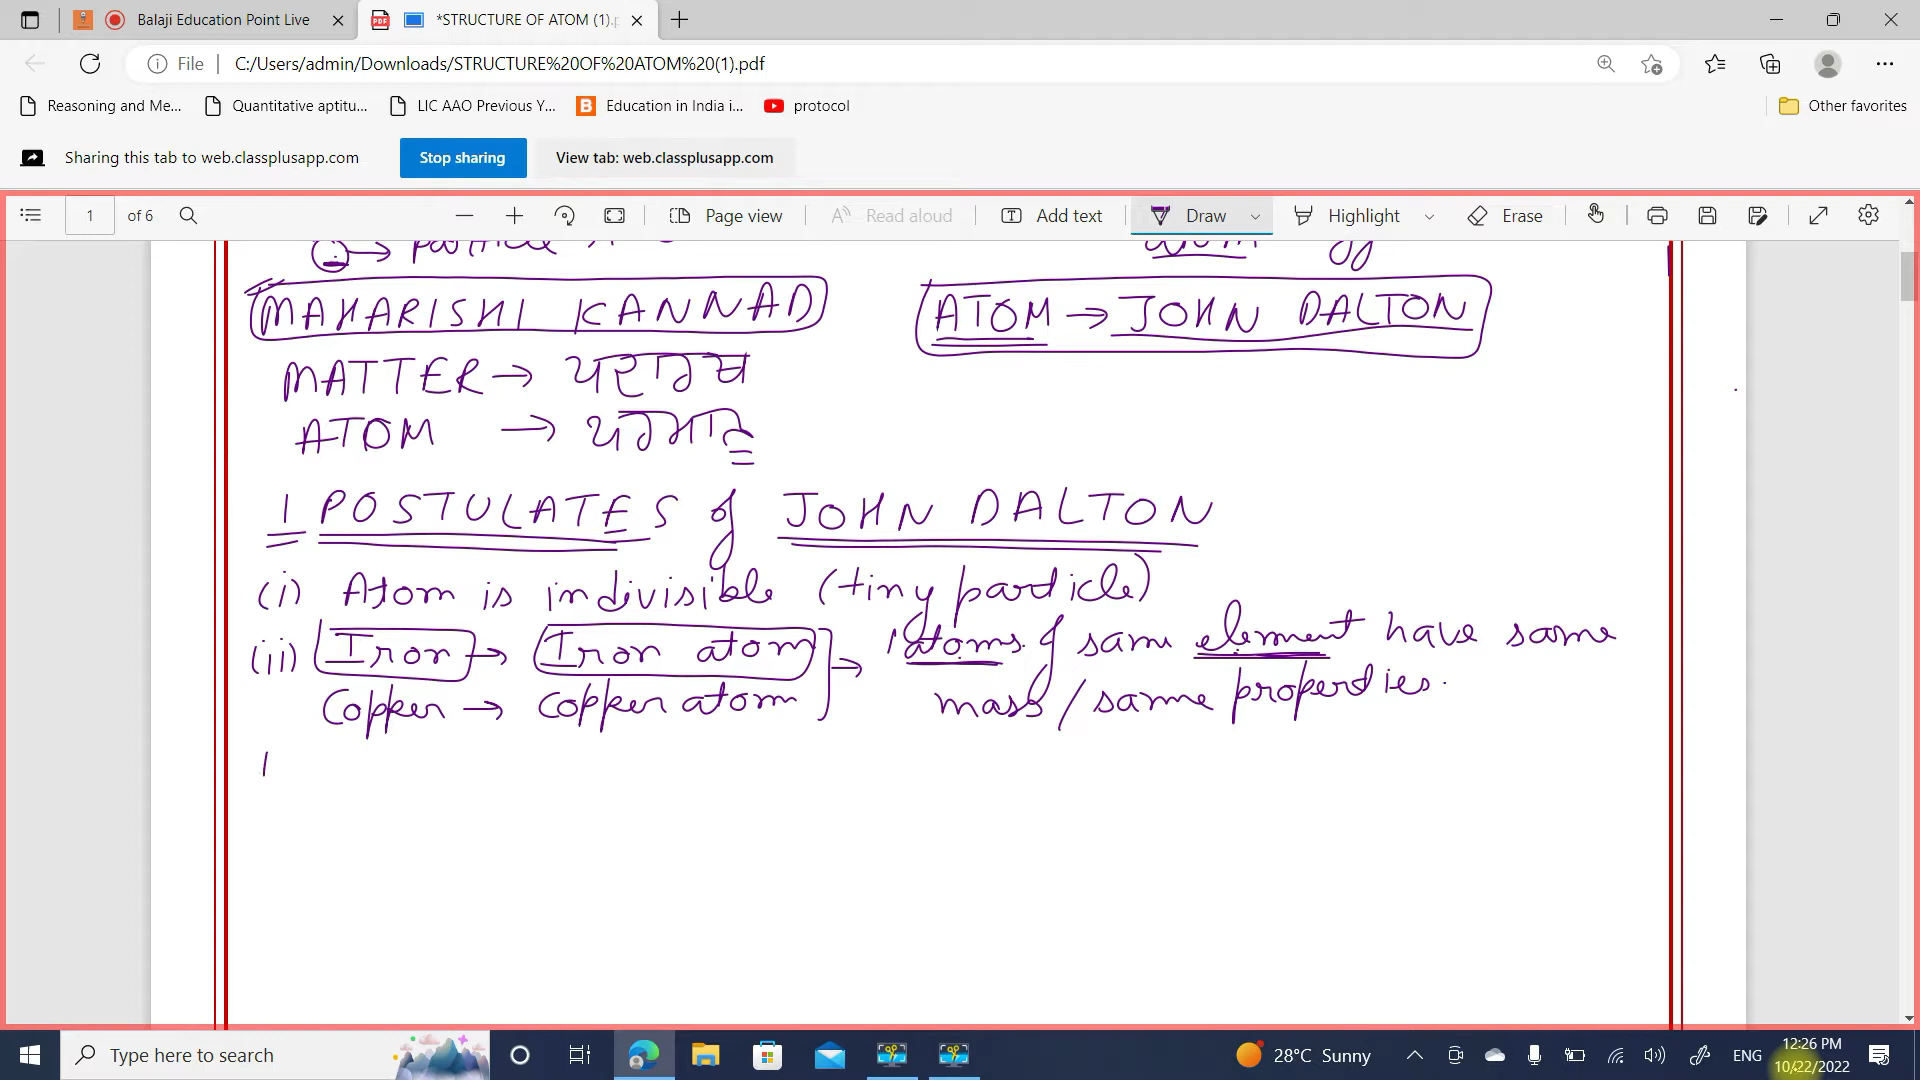 Balaji Education Point Live
*STRUCTURE OF ATOM (1).p
File
C:/Users/admin/Downloads/STRUCTURE%20OF%20ATOM%20(1).pdf
Reasoning and Me...
Quantitative aptitu...
LIC AAO Previous Y...
Education in India i...
protocol
Other favorites
Sharing this tab to web.classplusapp.com
Stop sharing
View tab: web.classplusapp.com
1 of 6
Page view
Read aloud
Add text
Draw
Highlight
Erase
particle
atom of
MAHARISHI KANNAD
ATOM → JOHN DALTON
MATTER →
ATOM →
1 POSTULATES of JOHN DALTON
(i) Atom is indivisible (tiny particle)
(ii) Iron → Iron atom → atoms of same element have same
Copper → Copper atom mass/same properties.
Type here to search
28°C Sunny
ENG
12:26 PM
10/22/2022